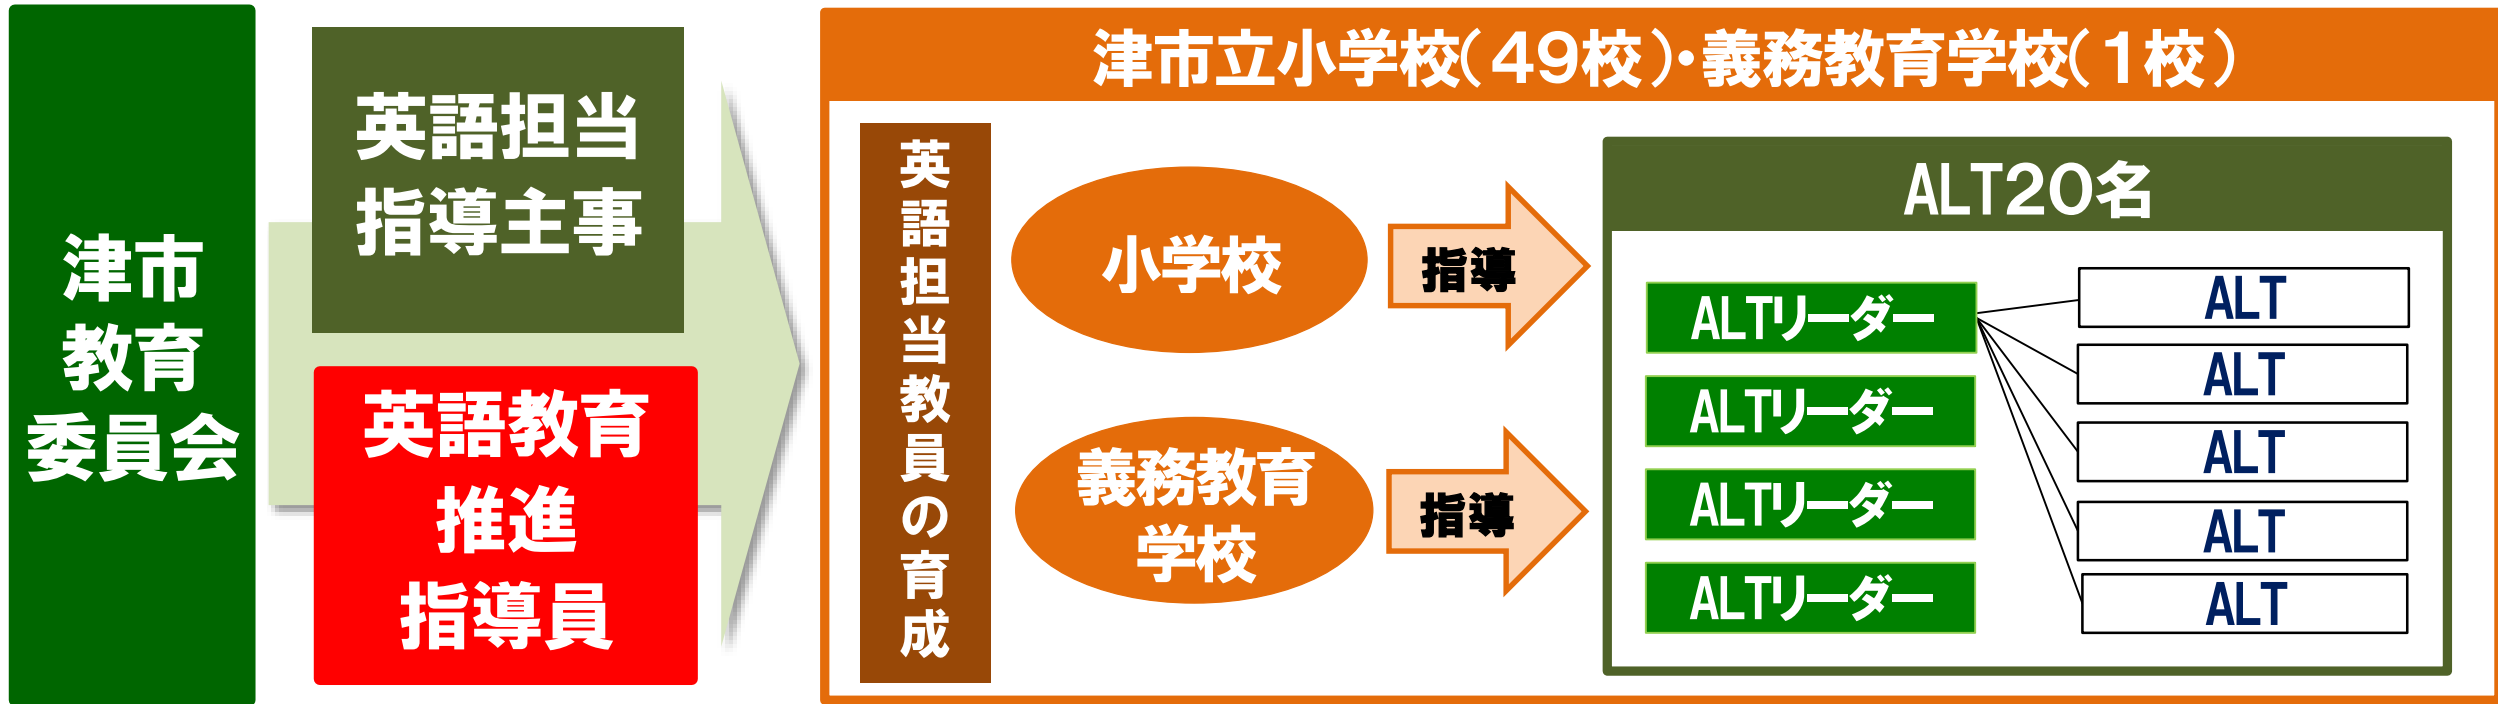 津市
教育
委員会
英語担当
指導主事
英語教育
推進
指導員
津市立小学校(48校)・義務教育学校(1校)
英語担当教員の育成
小学校
義務教育
学校
指導
指導
ALT20名
ALTリーダー
ALTリーダー
ALTリーダー
ALTリーダー
ALT
ALT
ALT
ALT
ALT